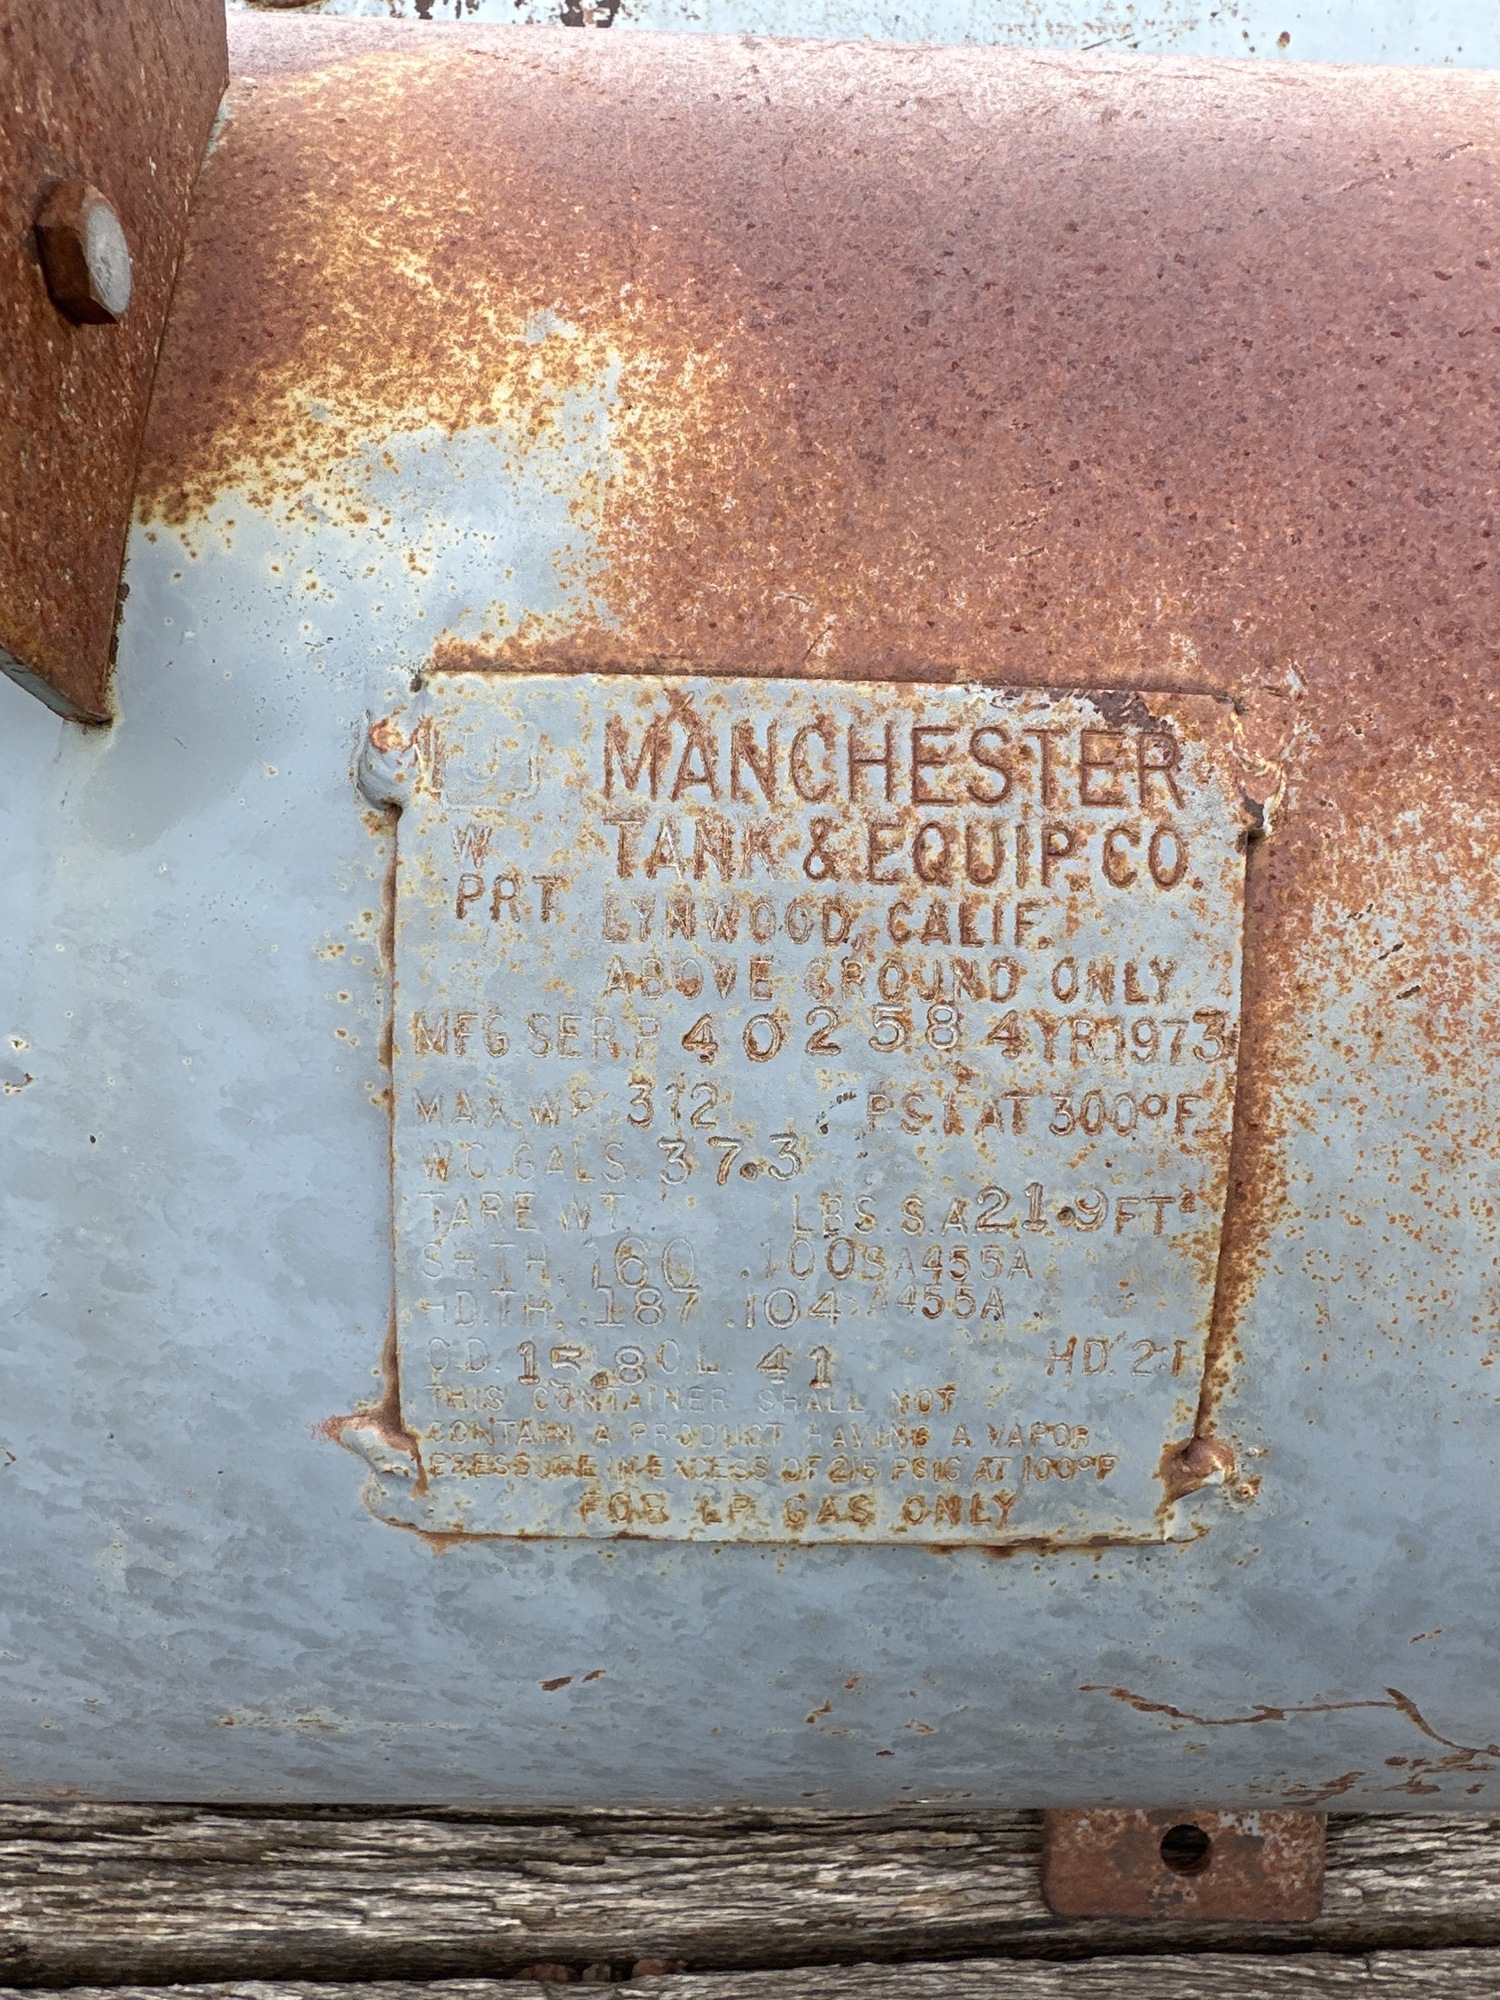 U MANCHESTER
W TANK & EQUIP. CO.
PRT LYNWOOD, CALIF.
ABOVE GROUND ONLY
MFG.SER.P 402584 YR.1973
MAX.W.P. 312 P.S.I. AT 300°F.
W.C. GALS. 37.3
TARE WT. LBS. S.A. 21.9 FT²
SH.TH. .160 .100 SA455A
HD.TH. .187 .104 SA455A
O.D. 15.8 O.L. 41 HD. 2:1
THIS CONTAINER SHALL NOT
CONTAIN A PRODUCT HAVING A VAPOR
PRESSURE IN EXCESS OF 215 PSIG AT 100°F
FOR LP GAS ONLY